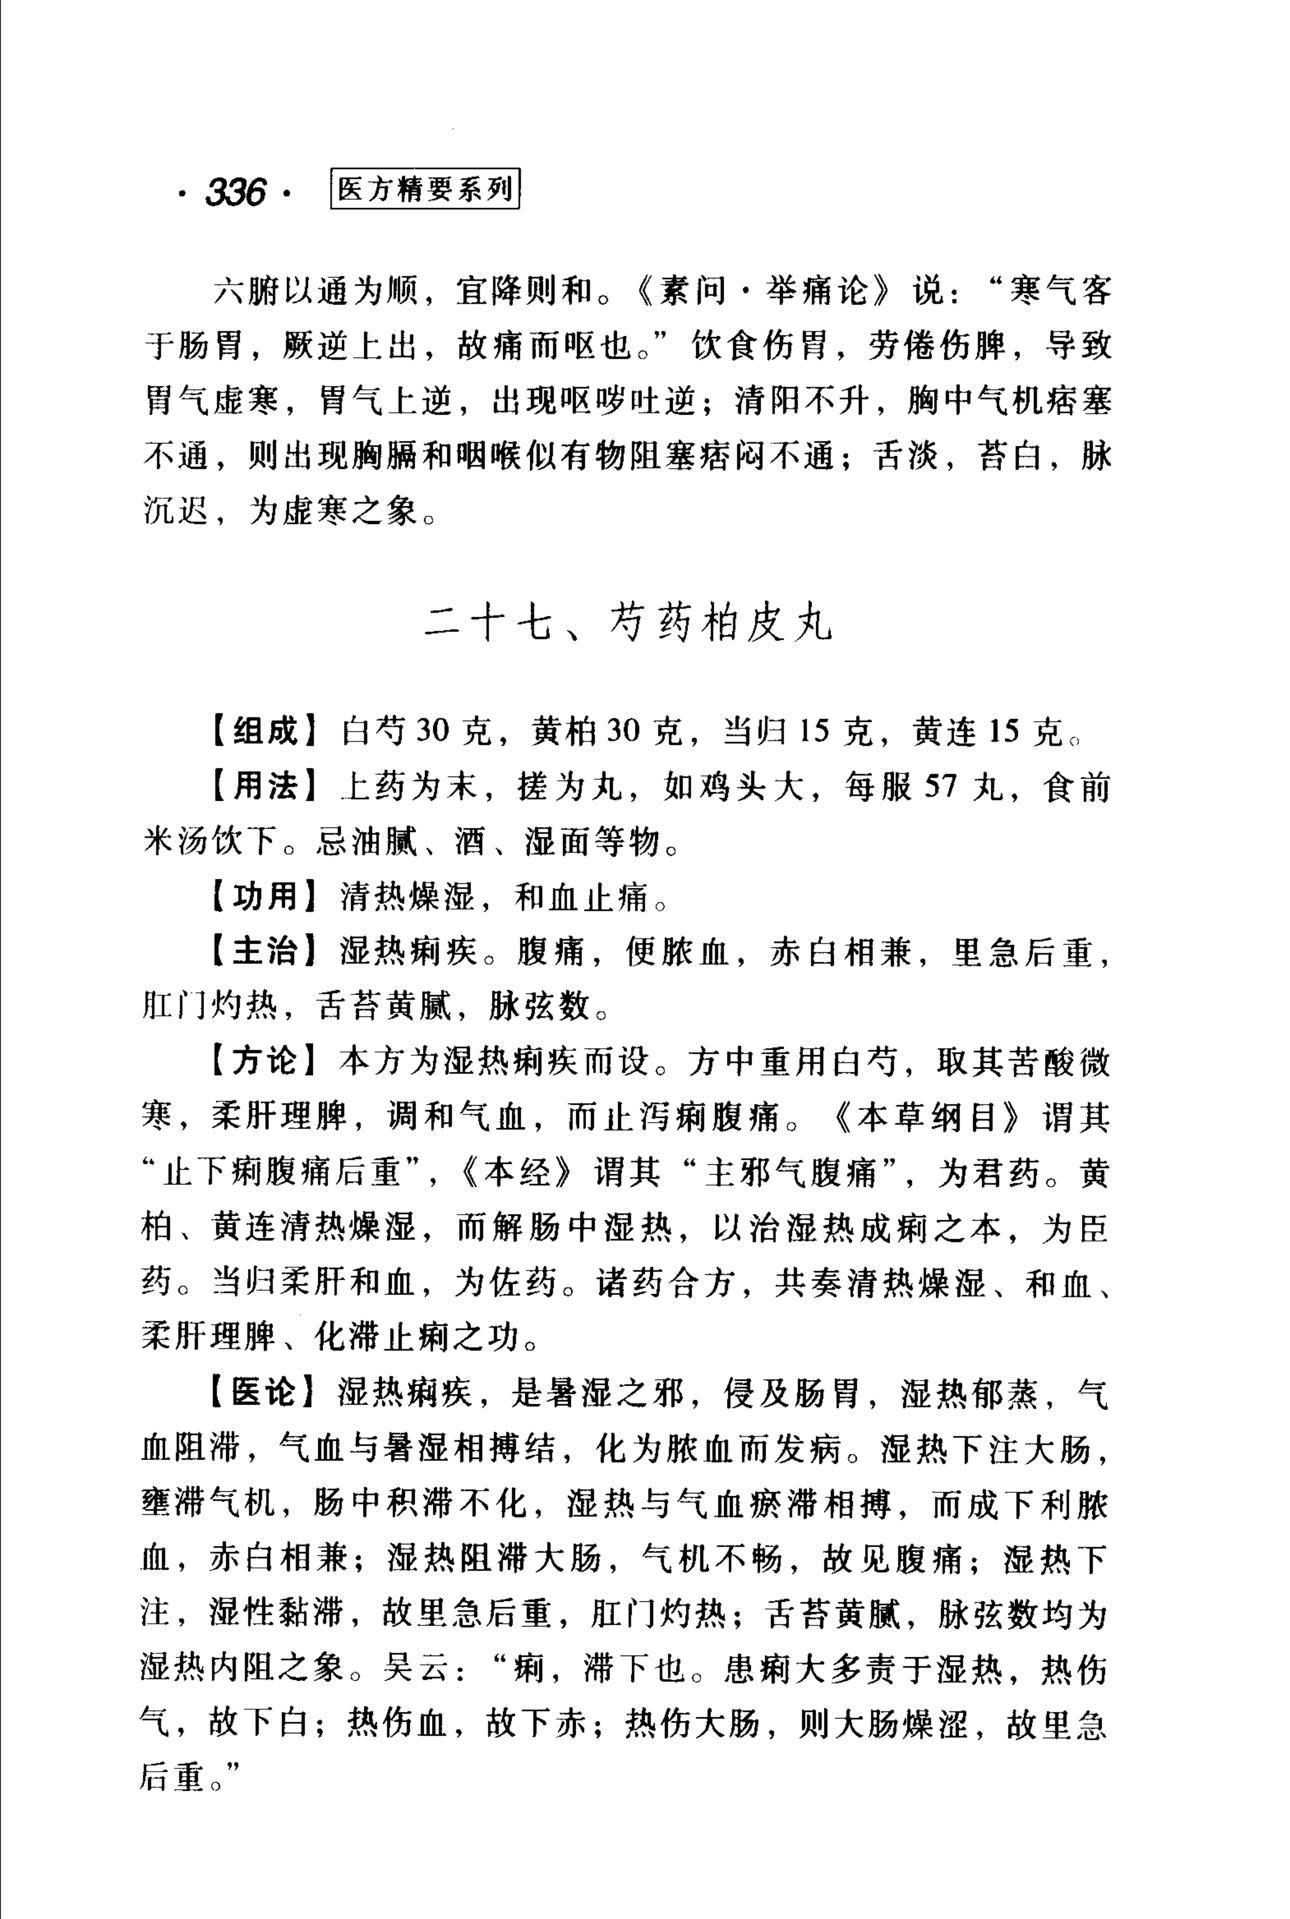 ·336· 医方精要系列
六腑以通为顺，宜降则和。《素问·举痛论》说：“寒气客
于肠胃，厥逆上出，故痛而呕也。”饮食伤胃，劳倦伤脾，导致
胃气虚寒，胃气上逆，出现呕哕吐逆；清阳不升，胸中气机痞塞
不通，则出现胸膈和咽喉似有物阻塞痞闷不通；舌淡，苔白，脉
沉迟，为虚寒之象。
二十七、芍药柏皮丸
【组成】白芍30克，黄柏30克，当归15克，黄连15克。
【用法】上药为末，搓为丸，如鸡头大，每服57丸，食前
米汤饮下。忌油腻、酒、湿面等物。
【功用】清热燥湿，和血止痛。
【主治】湿热痢疾。腹痛，便脓血，赤白相兼，里急后重，
肛门灼热，舌苔黄腻，脉弦数。
【方论】本方为湿热痢疾而设。方中重用白芍，取其苦酸微
寒，柔肝理脾，调和气血，而止泻痢腹痛。《本草纲目》谓其
“止下痢腹痛后重”，《本经》谓其“主邪气腹痛”，为君药。黄
柏、黄连清热燥湿，而解肠中湿热，以治湿热成痢之本，为臣
药。当归柔肝和血，为佐药。诸药合方，共奏清热燥湿、和血、
柔肝理脾、化滞止痢之功。
【医论】湿热痢疾，是暑湿之邪，侵及肠胃，湿热郁蒸，气
血阻滞，气血与暑湿相搏结，化为脓血而发病。湿热下注大肠，
壅滞气机，肠中积滞不化，湿热与气血瘀滞相搏，而成下利脓
血，赤白相兼；湿热阻滞大肠，气机不畅，故见腹痛；湿热下
注，湿性黏滞，故里急后重，肛门灼热；舌苔黄腻，脉弦数均为
湿热内阻之象。吴云：“痢，滞下也。患痢大多责于湿热，热伤
气，故下白；热伤血，故下赤；热伤大肠，则大肠燥涩，故里急
后重。”